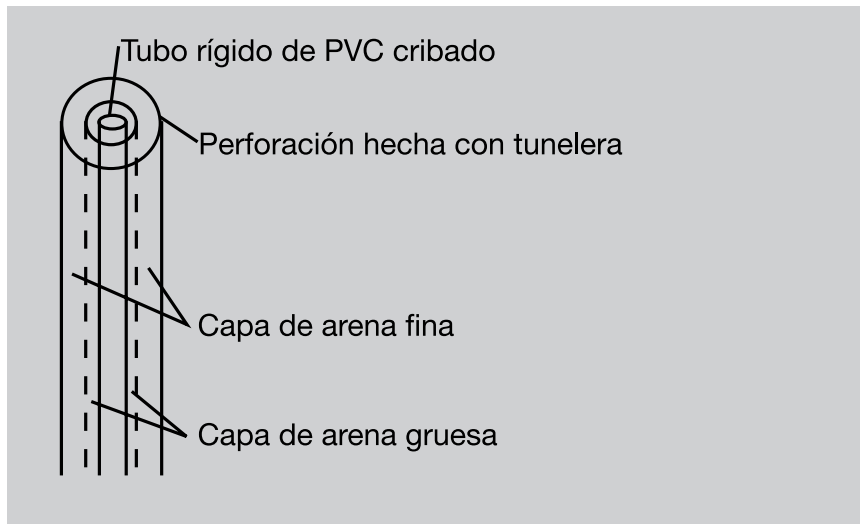 Tubo rígido de PVC cribado
Perforación hecha con tunelera
Capa de arena fina
Capa de arena gruesa